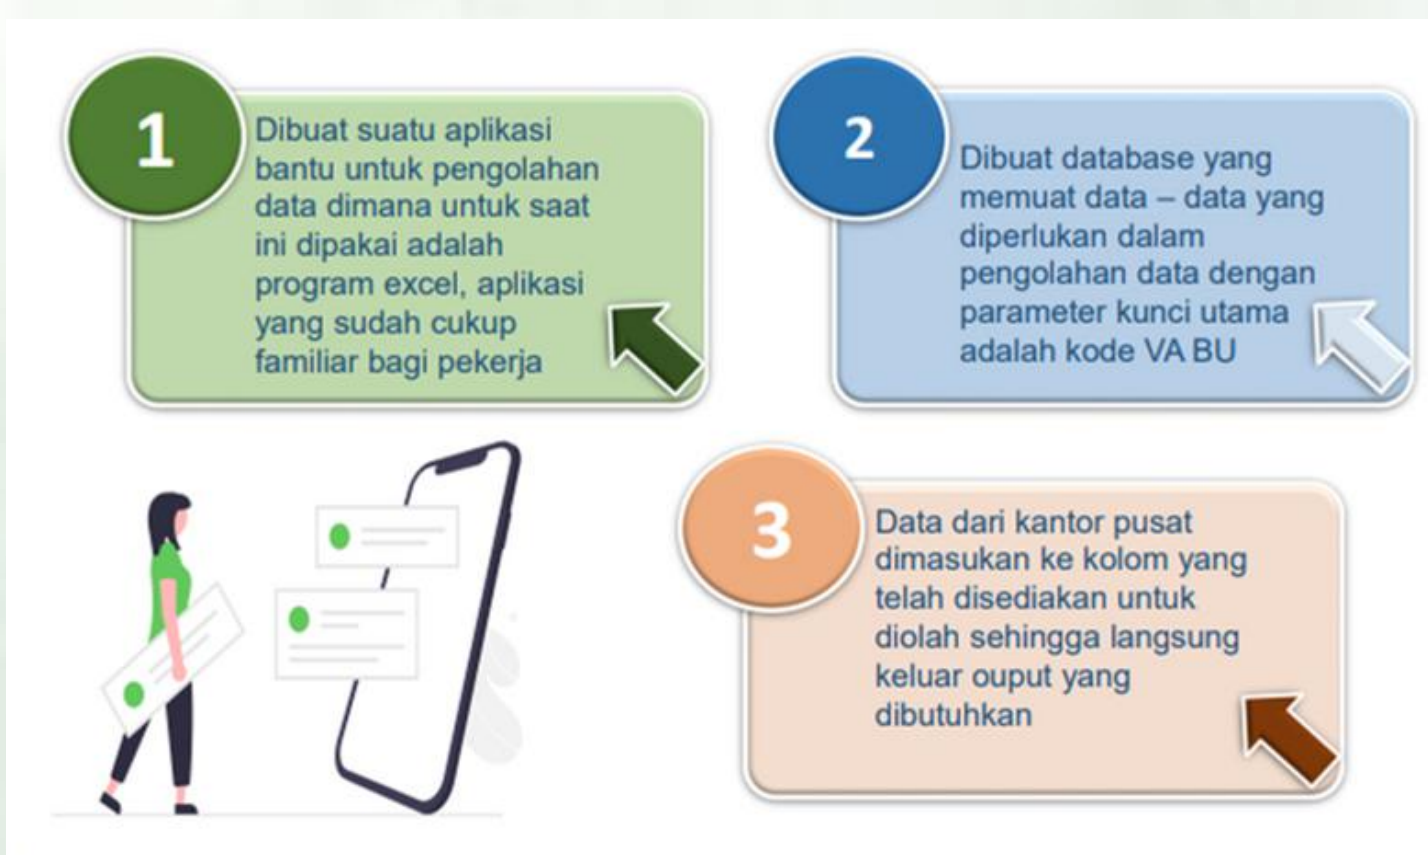 1
Dibuat suatu aplikasi
bantu untuk pengolahan
data dimana untuk saat
ini dipakai adalah
program excel, aplikasi
yang sudah cukup
familiar bagi pekerja
2
Dibuat database yang
memuat data – data yang
diperlukan dalam
pengolahan data dengan
parameter kunci utama
adalah kode VA BU
3
Data dari kantor pusat
dimasukan ke kolom yang
telah disediakan untuk
diolah sehingga langsung
keluar ouput yang
dibutuhkan